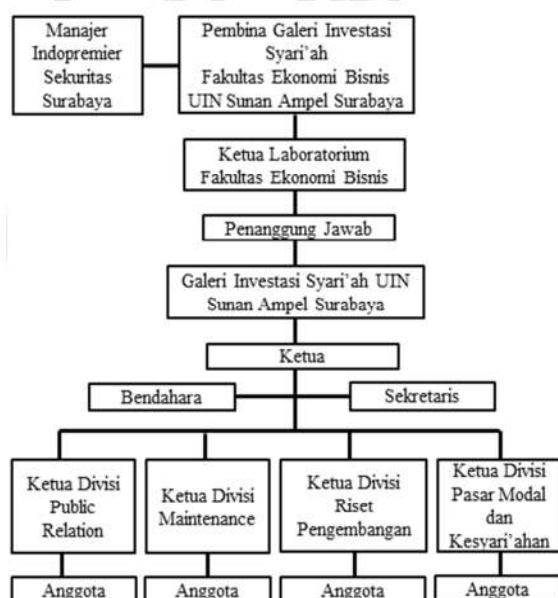 Manajer
Indopremier
Sekuritas
Surabaya
Pembina Galeri Investasi
Syari'ah
Fakultas Ekonomi Bisnis
UIN Sunan Ampel Surabaya
Ketua Laboratorium
Fakultas Ekonomi Bisnis
Penanggung Jawab
Galeri Investasi Syari'ah UIN
Sunan Ampel Surabaya
Ketua
Bendahara
Sekretaris
Ketua Divisi
Public
Relation
Ketua Divisi
Maintenance
Ketua Divisi
Riset
Pengembangan
Ketua Divisi
Pasar Modal
dan
Kesyari'ahan
Anggota
Anggota
Anggota
Anggota